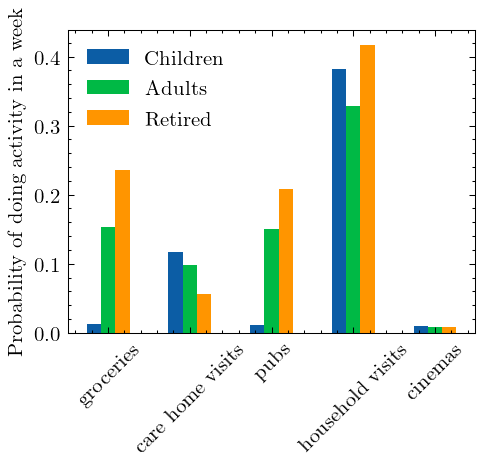 Probability of doing activity in a week
0.4
0.3
0.2
0.1
0.0
Children
Adults
Retired
groceries
care home visits
pubs
household visits
cinemas